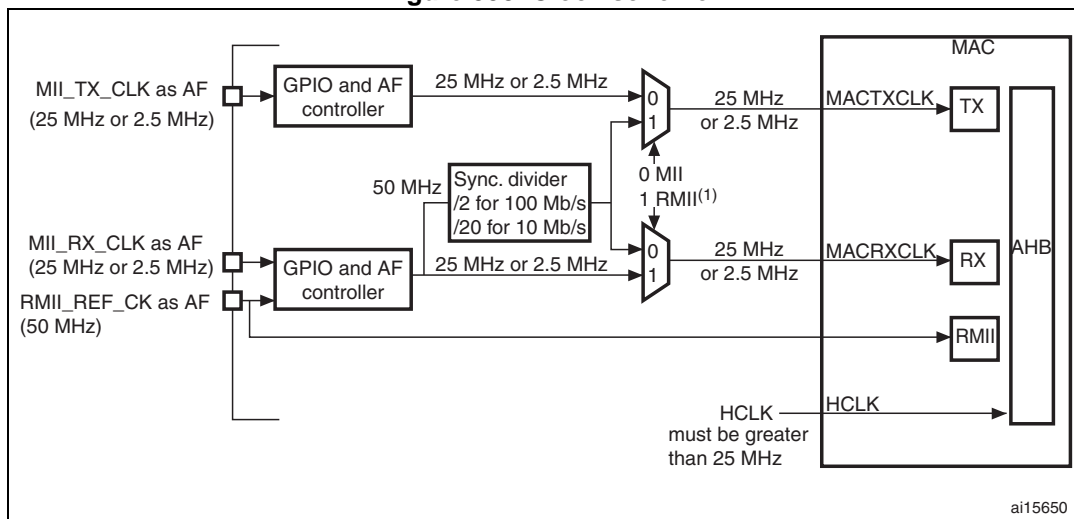 MAC
MII_TX_CLK as AF
(25 MHz or 2.5 MHz)
GPIO and AF
controller
25 MHz or 2.5 MHz
0
1
25 MHz
or 2.5 MHz
MACTXCLK
TX
50 MHz
Sync. divider
/2 for 100 Mb/s
/20 for 10 Mb/s
0 MII
1 RMII(1)
MII_RX_CLK as AF
(25 MHz or 2.5 MHz)
RMII_REF_CK as AF
(50 MHz)
GPIO and AF
controller
25 MHz or 2.5 MHz
0
1
25 MHz
or 2.5 MHz
MACRXCLK
RX
AHB
RMII
HCLK
must be greater
than 25 MHz
HCLK
ai15650